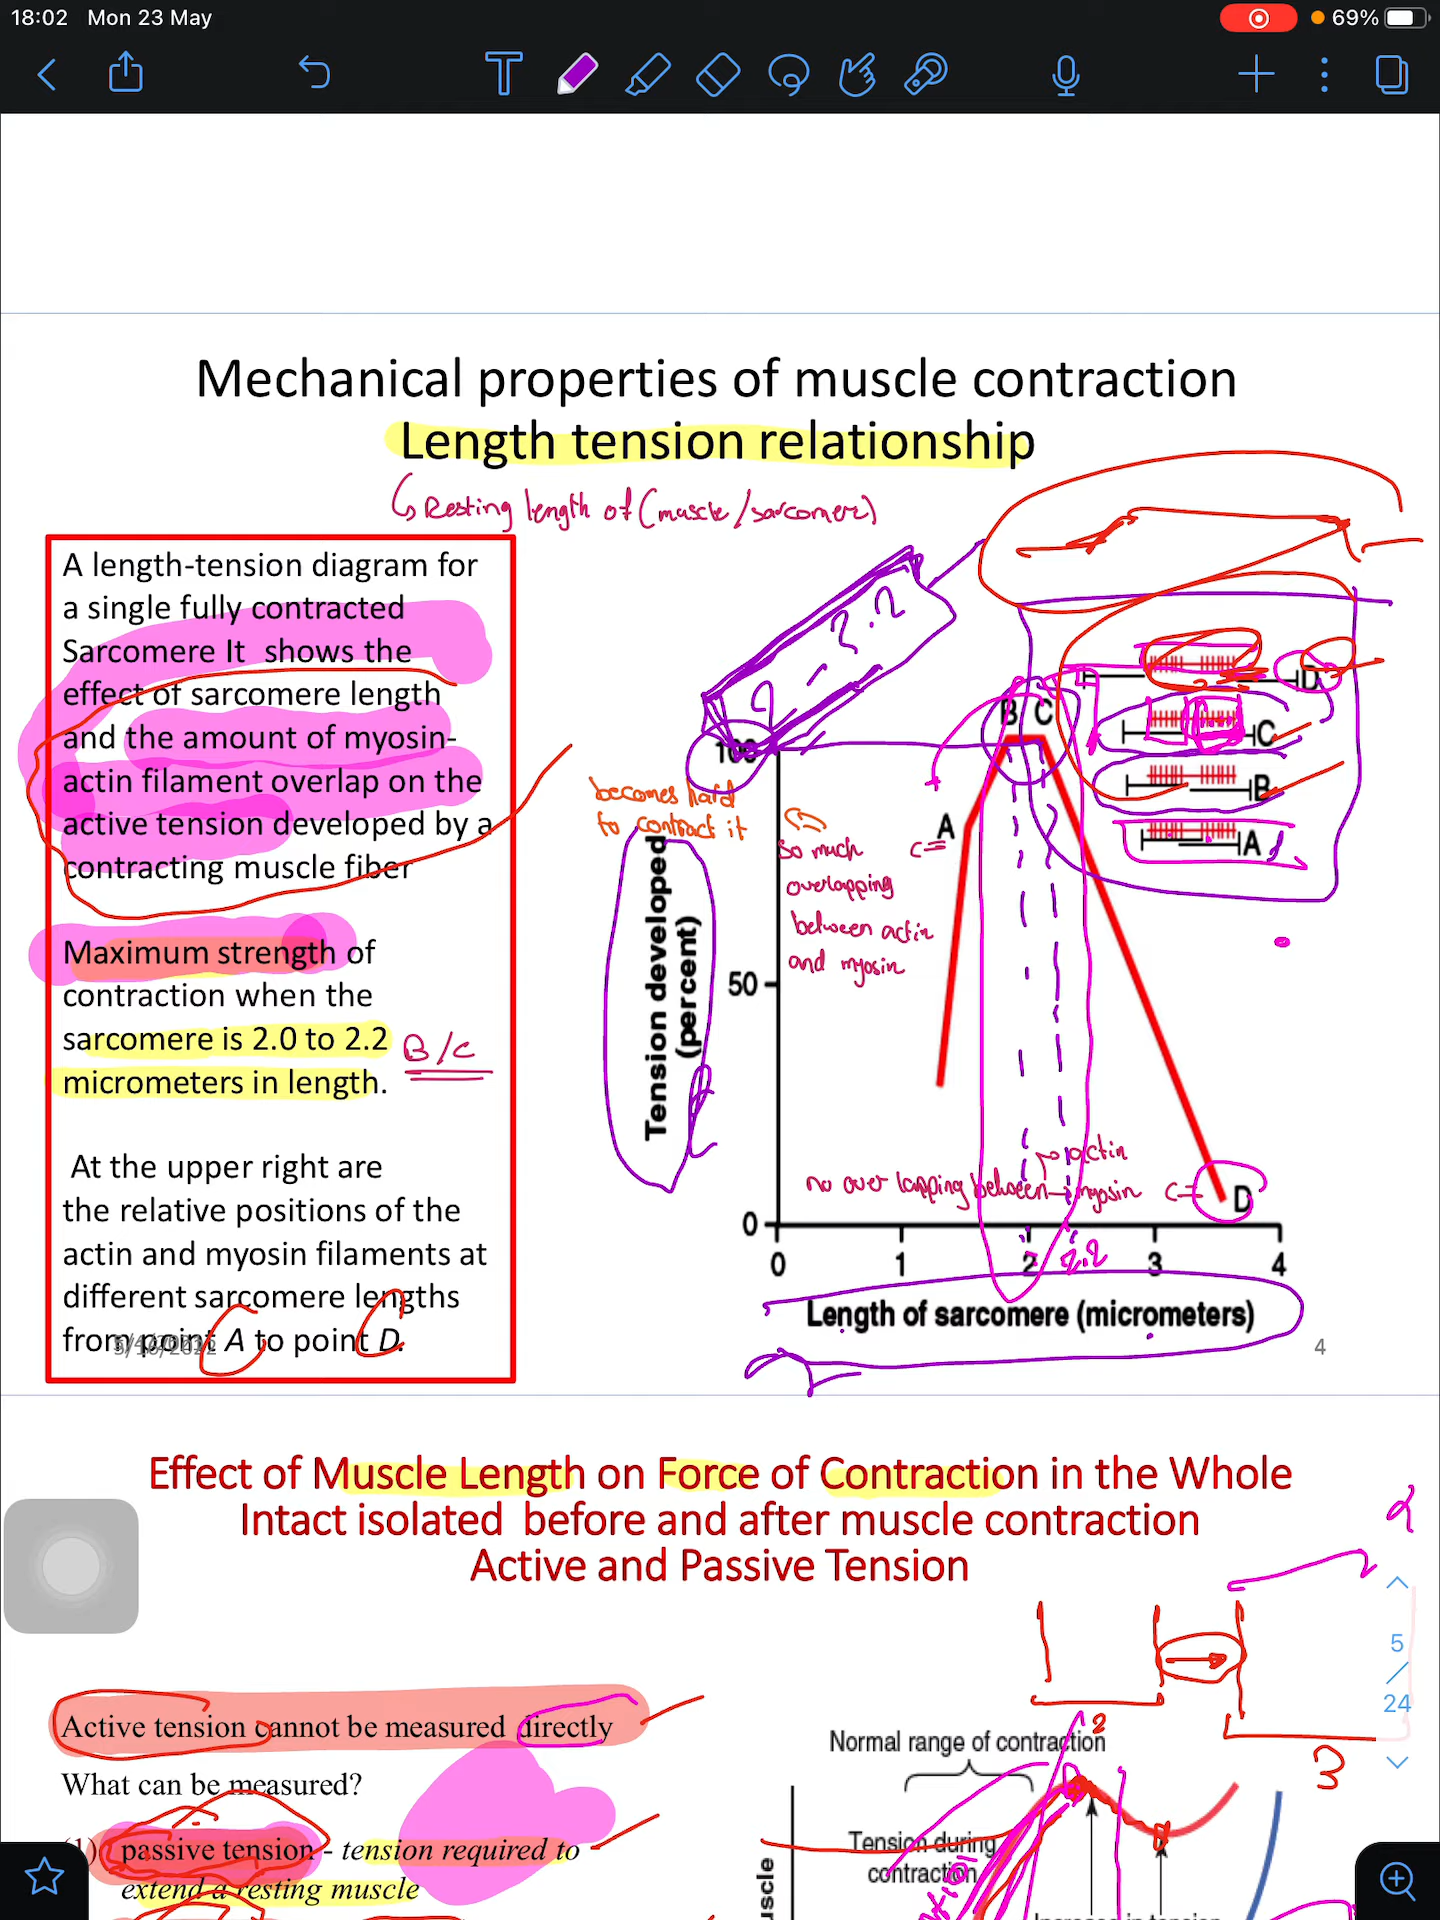 18:02 Mon 23 May
69%
Mechanical properties of muscle contraction
Length tension relationship
Resting length of (muscle/sarcomere)
A length-tension diagram for
a single fully contracted
Sarcomere It shows the
effect of sarcomere length
and the amount of myosin-
actin filament overlap on the
active tension developed by a
contracting muscle fiber
Maximum strength of
contraction when the
sarcomere is 2.0 to 2.2
micrometers in length.
B/C
At the upper right are
the relative positions of the
actin and myosin filaments at
different sarcomere lengths
from point A to point D.
5/16/2022
2 - 2.2
becomes hard
to contract it
so much
overlapping
between actin
and myosin
Tension developed
(percent)
100
50
0
B C
A
D
D
C
B
A
actin
no over lapping between myosin
0 1 2 2.2 3 4
Length of sarcomere (micrometers)
4
Effect of Muscle Length on Force of Contraction in the Whole
Intact isolated before and after muscle contraction
Active and Passive Tension
Active tension cannot be measured directly
What can be measured?
(1) passive tension - tension required to
extend a resting muscle
2
3
Normal range of contraction
Tension during
contraction
5
24